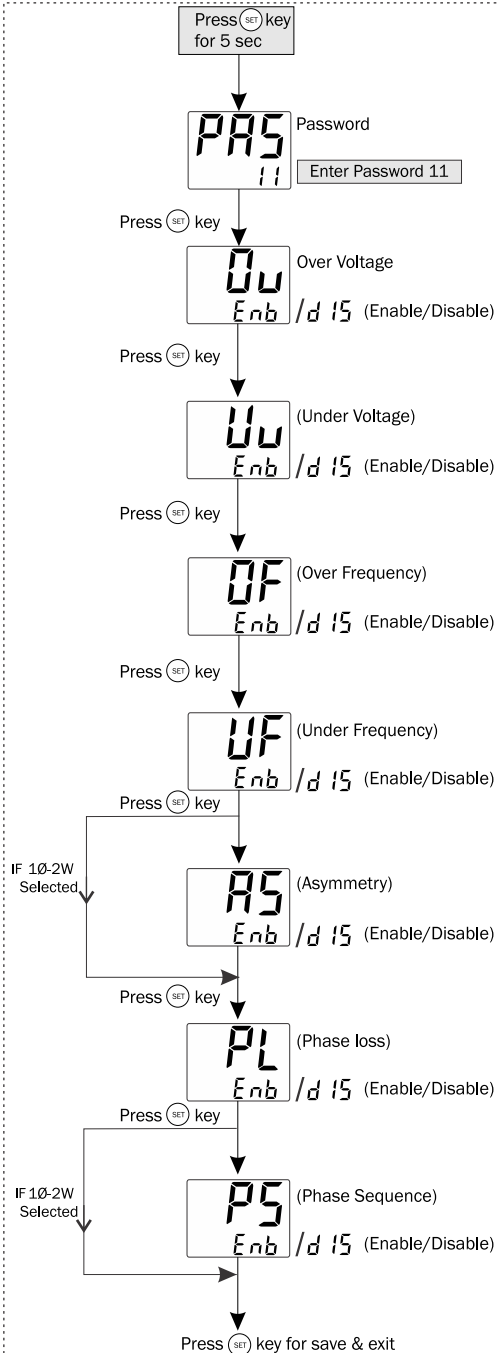 Press SET key
for 5 sec
PAS
11
Password
Enter Password 11
Press SET key
Ou
Over Voltage
Enb /dIS (Enable/Disable)
Press SET key
Uu
(Under Voltage)
Enb /dIS (Enable/Disable)
Press SET key
OF
(Over Frequency)
Enb /dIS (Enable/Disable)
Press SET key
UF
(Under Frequency)
Enb /dIS (Enable/Disable)
Press SET key
IF 1Ø-2W
Selected
AS
(Asymmetry)
Enb /dIS (Enable/Disable)
Press SET key
PL
(Phase loss)
Enb /dIS (Enable/Disable)
Press SET key
IF 1Ø-2W
Selected
PS
(Phase Sequence)
Enb /dIS (Enable/Disable)
Press SET key for save & exit